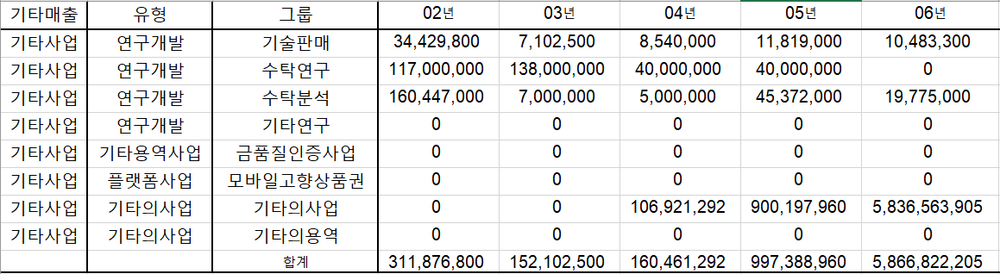 기타매출 유형 그룹 02년 03년 04년 05년 06년
기타사업 연구개발 기술판매 34,429,800 7,102,500 8,540,000 11,819,000 10,483,300
기타사업 연구개발 수탁연구 117,000,000 138,000,000 40,000,000 40,000,000 0
기타사업 연구개발 수탁분석 160,447,000 7,000,000 5,000,000 45,372,000 19,775,000
기타사업 연구개발 기타연구 0 0 0 0 0
기타사업 기타용역사업 금품질인증사업 0 0 0 0 0
기타사업 플랫폼사업 모바일고향상품권 0 0 0 0 0
기타사업 기타의사업 기타의사업 0 0 106,921,292 900,197,960 5,836,563,905
기타사업 기타의사업 기타의용역 0 0 0 0 0
합계 311,876,800 152,102,500 160,461,292 997,388,960 5,866,822,205